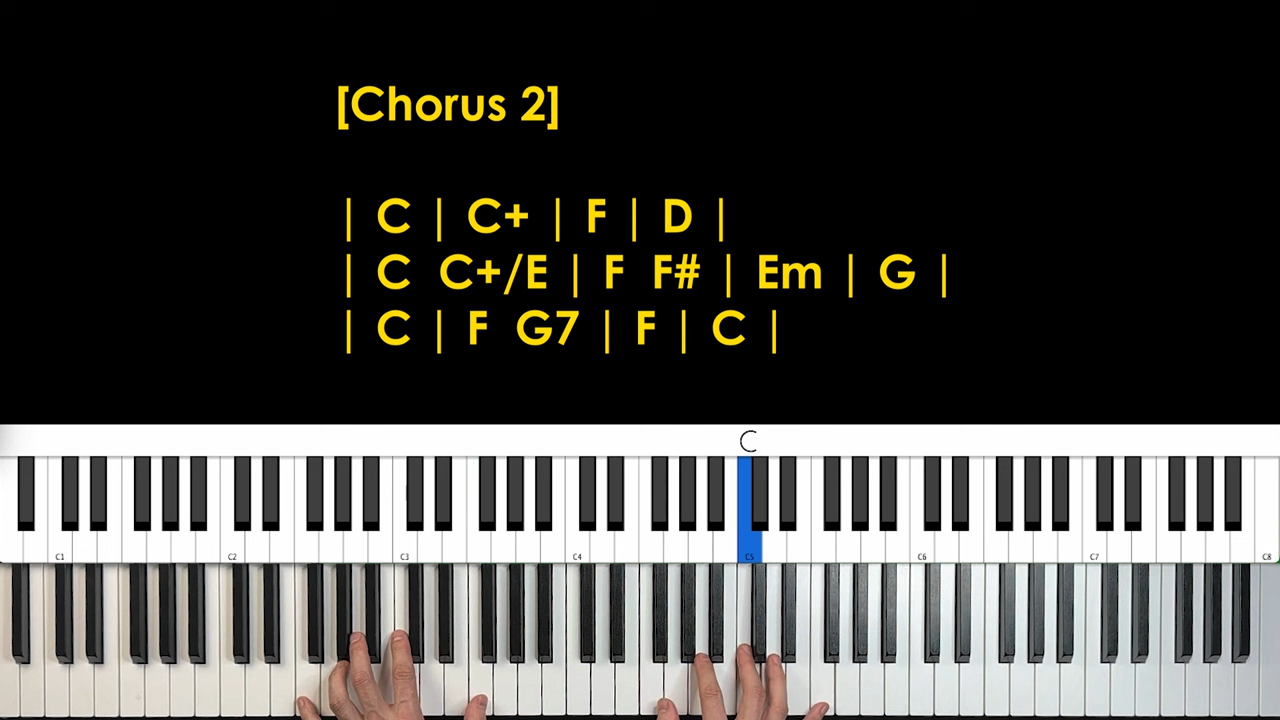 [Chorus 2]
| C | C+ | F | D |
| C C+/E | F F# | Em | G |
| C | F G7 | F | C |
C
C1 C2 C3 C4 C5 C6 C7 C8